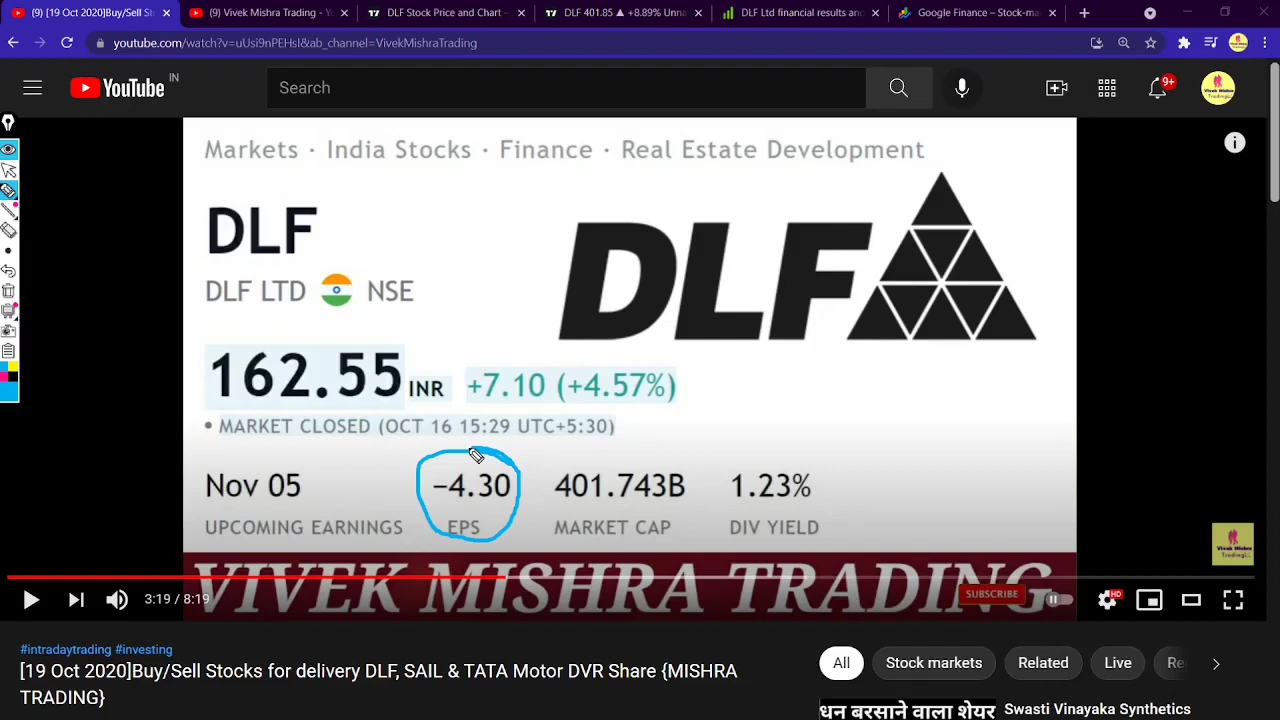 (9) [19 Oct 2020]Buy/Sell St
(9) Vivek Mishra Trading - Y
DLF Stock Price and Chart –
DLF 401.85 ▲ +8.89% Unna
DLF Ltd financial results and
Google Finance – Stock-ma
youtube.com/watch?v=uUsi9nPEHsI&ab_channel=VivekMishraTrading
YouTube IN
Search
9+
Markets · India Stocks · Finance · Real Estate Development
DLF
DLF
DLF LTD NSE
162.55 INR +7.10 (+4.57%)
• MARKET CLOSED (OCT 16 15:29 UTC+5:30)
Nov 05 −4.30 401.743B 1.23%
UPCOMING EARNINGS EPS MARKET CAP DIV YIELD
VIVEK MISHRA TRADING
SUBSCRIBE
3:19 / 8:19
HD
#intradaytrading #investing
[19 Oct 2020]Buy/Sell Stocks for delivery DLF, SAIL & TATA Motor DVR Share {MISHRA
TRADING}
All Stock markets Related Live Re
धन बरसाने वाला शेयर Swasti Vinayaka Synthetics